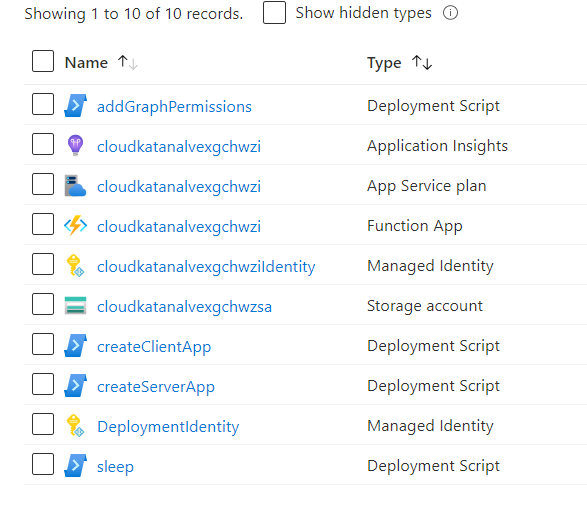 Showing 1 to 10 of 10 records. Show hidden types
Name Type
addGraphPermissions Deployment Script
cloudkatanalvexgchwzi Application Insights
cloudkatanalvexgchwzi App Service plan
cloudkatanalvexgchwzi Function App
cloudkatanalvexgchwziIdentity Managed Identity
cloudkatanalvexgchwzsa Storage account
createClientApp Deployment Script
createServerApp Deployment Script
DeploymentIdentity Managed Identity
sleep Deployment Script